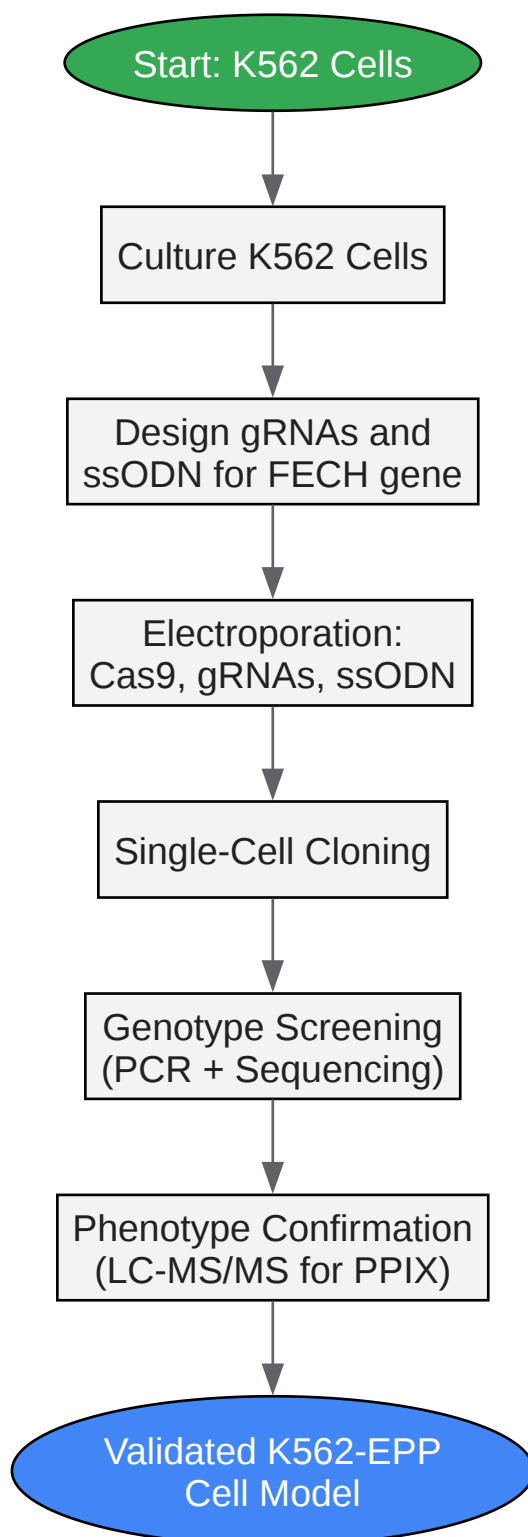 Start: K562 Cells
Culture K562 Cells
Design gRNAs and
ssODN for FECH gene
Electroporation:
Cas9, gRNAs, ssODN
Single-Cell Cloning
Genotype Screening
(PCR + Sequencing)
Phenotype Confirmation
(LC-MS/MS for PPIX)
Validated K562-EPP
Cell Model